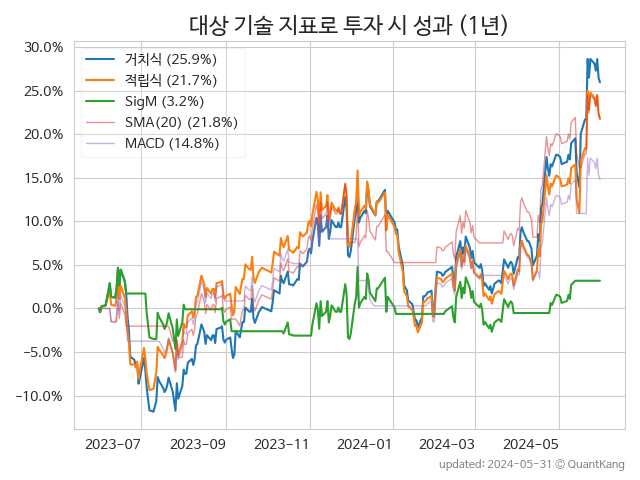 대상 기술 지표로 투자 시 성과 (1년)
30.0%
25.0%
20.0%
15.0%
10.0%
5.0%
0.0%
−5.0%
−10.0%
거치식 (25.9%)
적립식 (21.7%)
SigM (3.2%)
SMA(20) (21.8%)
MACD (14.8%)
2023-07
2023-09
2023-11
2024-01
2024-03
2024-05
updated: 2024-05-31 © QuantKang